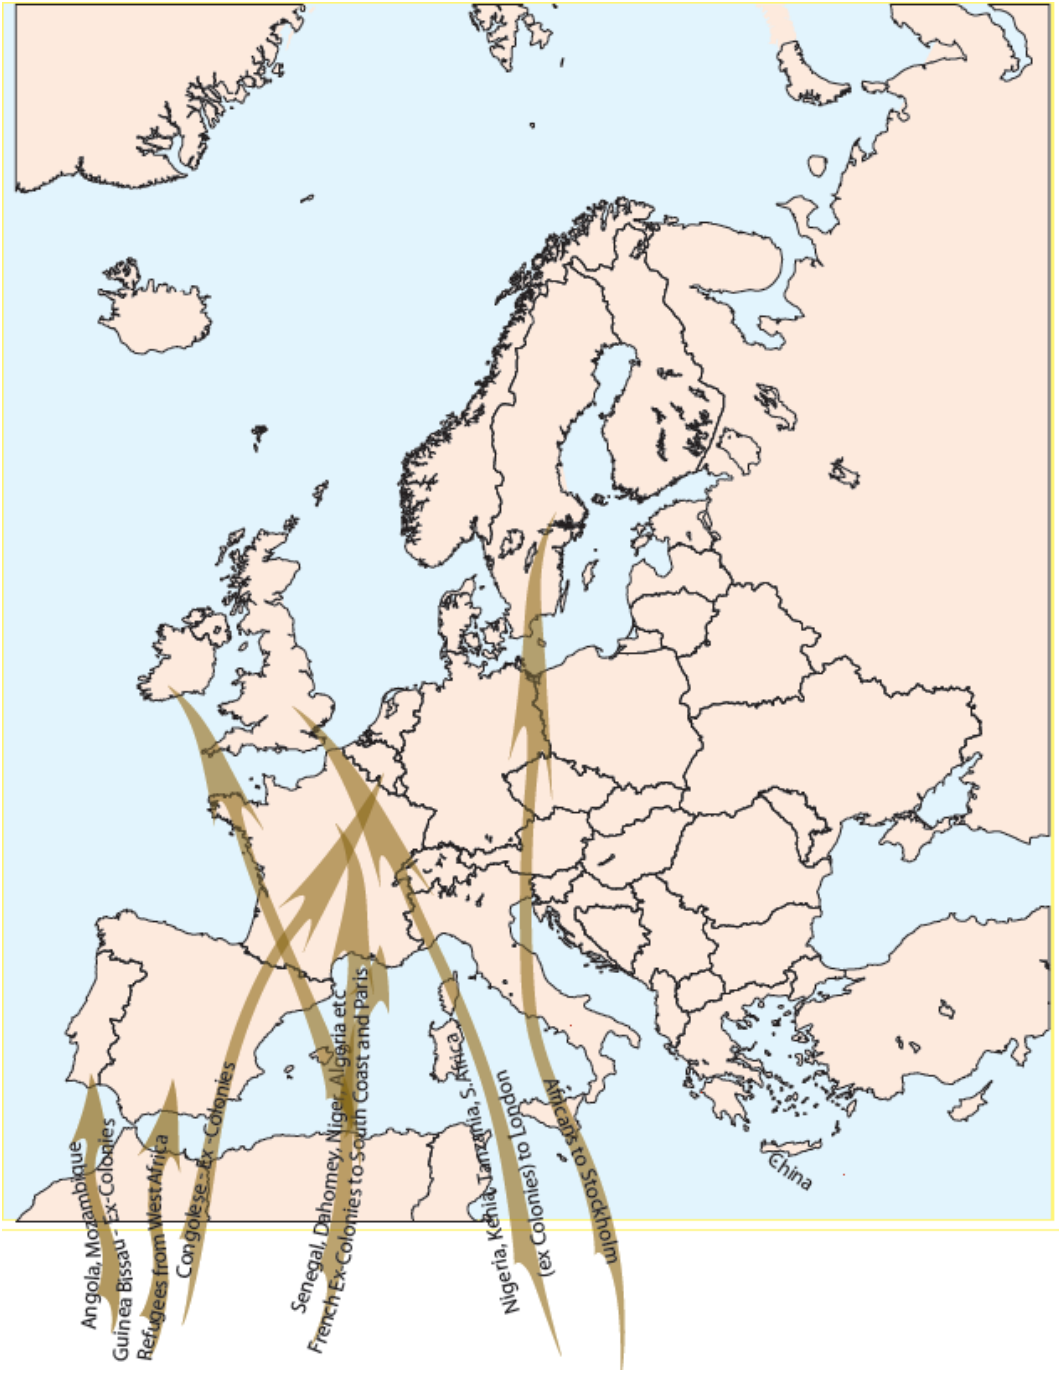 Angola, Mozambique
Guinea Bissau - Ex-Colonies
Refugees from West Africa
Congolese - Ex -Colonies
Senegal, Dahomey, Niger, Algeria etc
French Ex-Colonies to South Coast and Paris
Nigeria, Kenia, Tanzania, S. Africa
(ex Colonies) to London
Africans to Stockholm
China